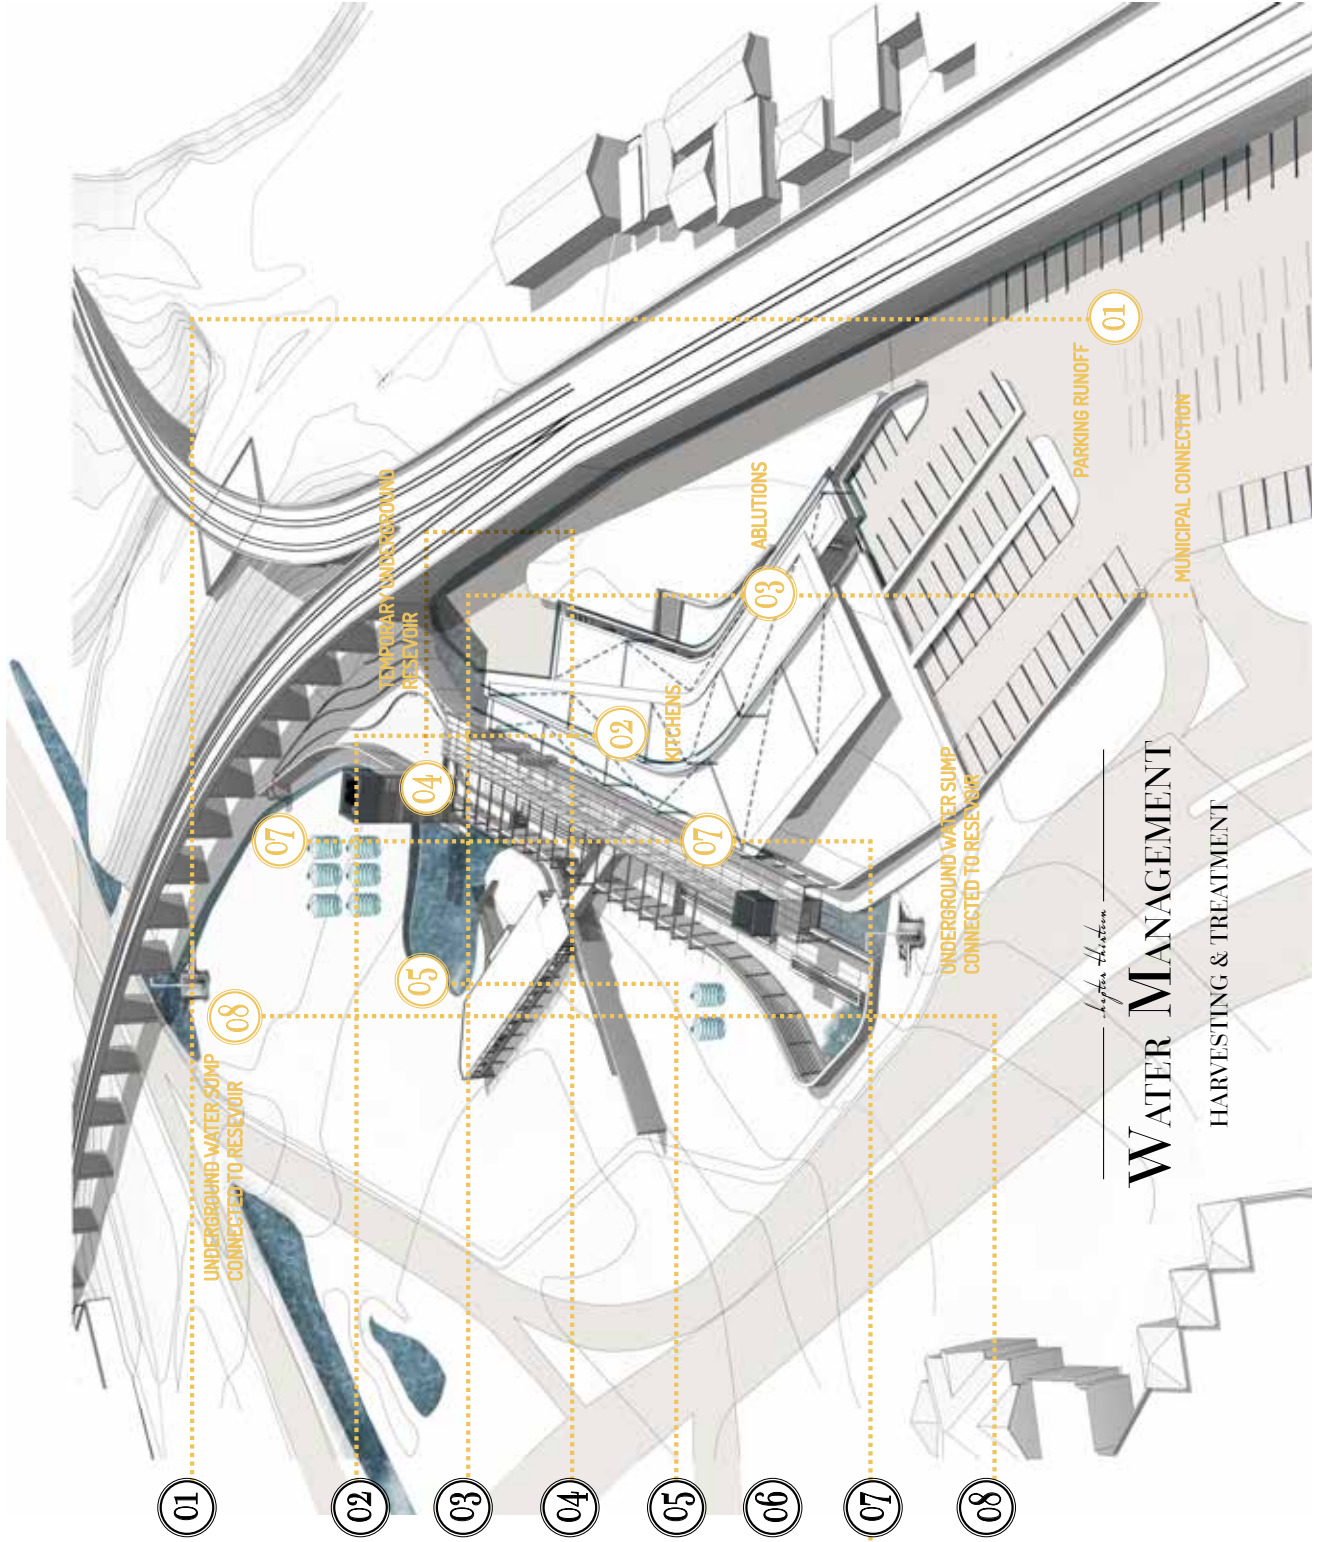 01
UNDERGROUND WATER SUMP
CONNECTED TO RESEVOIR
08
07
02
TEMPORARY UNDERGROUND
RESEVOIR
05
04
03
04
02
KITCHENS
05
07
ABLUTIONS
03
06
07
UNDERGROUND WATER SUMP
CONNECTED TO RESEVOIR
08
PARKING RUNOFF
01
MUNICIPAL CONNECTION
chapter thirteen
WATER MANAGEMENT
HARVESTING & TREATMENT